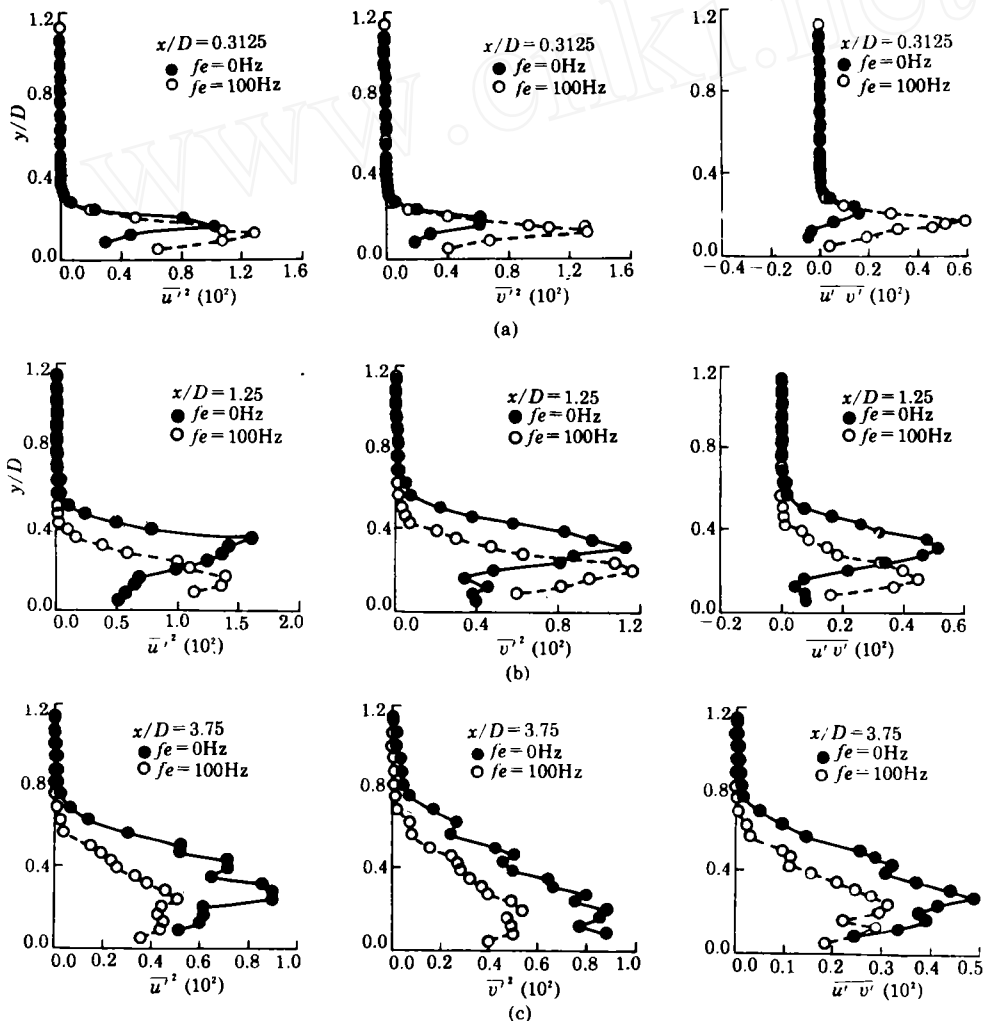 www.cnki.net
1.2
0.8
0.4
0.0
y/D
x/D=0.3125
fe=0Hz
fe=100Hz
0.0 0.4 0.8 1.2 1.6
u'² (10²)
1.2
0.8
0.4
0.0
x/D=0.3125
fe=0Hz
fe=100Hz
0.0 0.4 0.8 1.2 1.6
v'² (10²)
1.2
0.8
0.4
0.0
x/D=0.3125
fe=0Hz
fe=100Hz
-0.4 -0.2 0.0 0.2 0.4 0.6
u' v' (10²)
(a)
1.2
0.8
0.4
0.0
y/D
x/D=1.25
fe=0Hz
fe=100Hz
0.0 0.5 1.0 1.5 2.0
u'² (10²)
1.2
0.8
0.4
0.0
x/D=1.25
fe=0Hz
fe=100Hz
0.0 0.4 0.8 1.2
v'² (10²)
1.2
0.8
0.4
0.0
x/D=1.25
fe=0Hz
fe=100Hz
-0.2 0.0 0.2 0.4 0.6
u' v' (10²)
(b)
1.2
0.8
0.4
0.0
x/D=3.75
fe=0Hz
fe=100Hz
0.0 0.2 0.4 0.6 0.8 1.0
u'² (10²)
1.2
0.8
0.4
0.0
x/D=3.75
fe=0Hz
fe=100Hz
0.0 0.2 0.4 0.6 0.8 1.0
v'² (10²)
1.2
0.8
0.4
0.0
x/D=3.75
fe=0Hz
fe=100Hz
0.0 0.1 0.2 0.3 0.4 0.5
u' v' (10²)
(c)